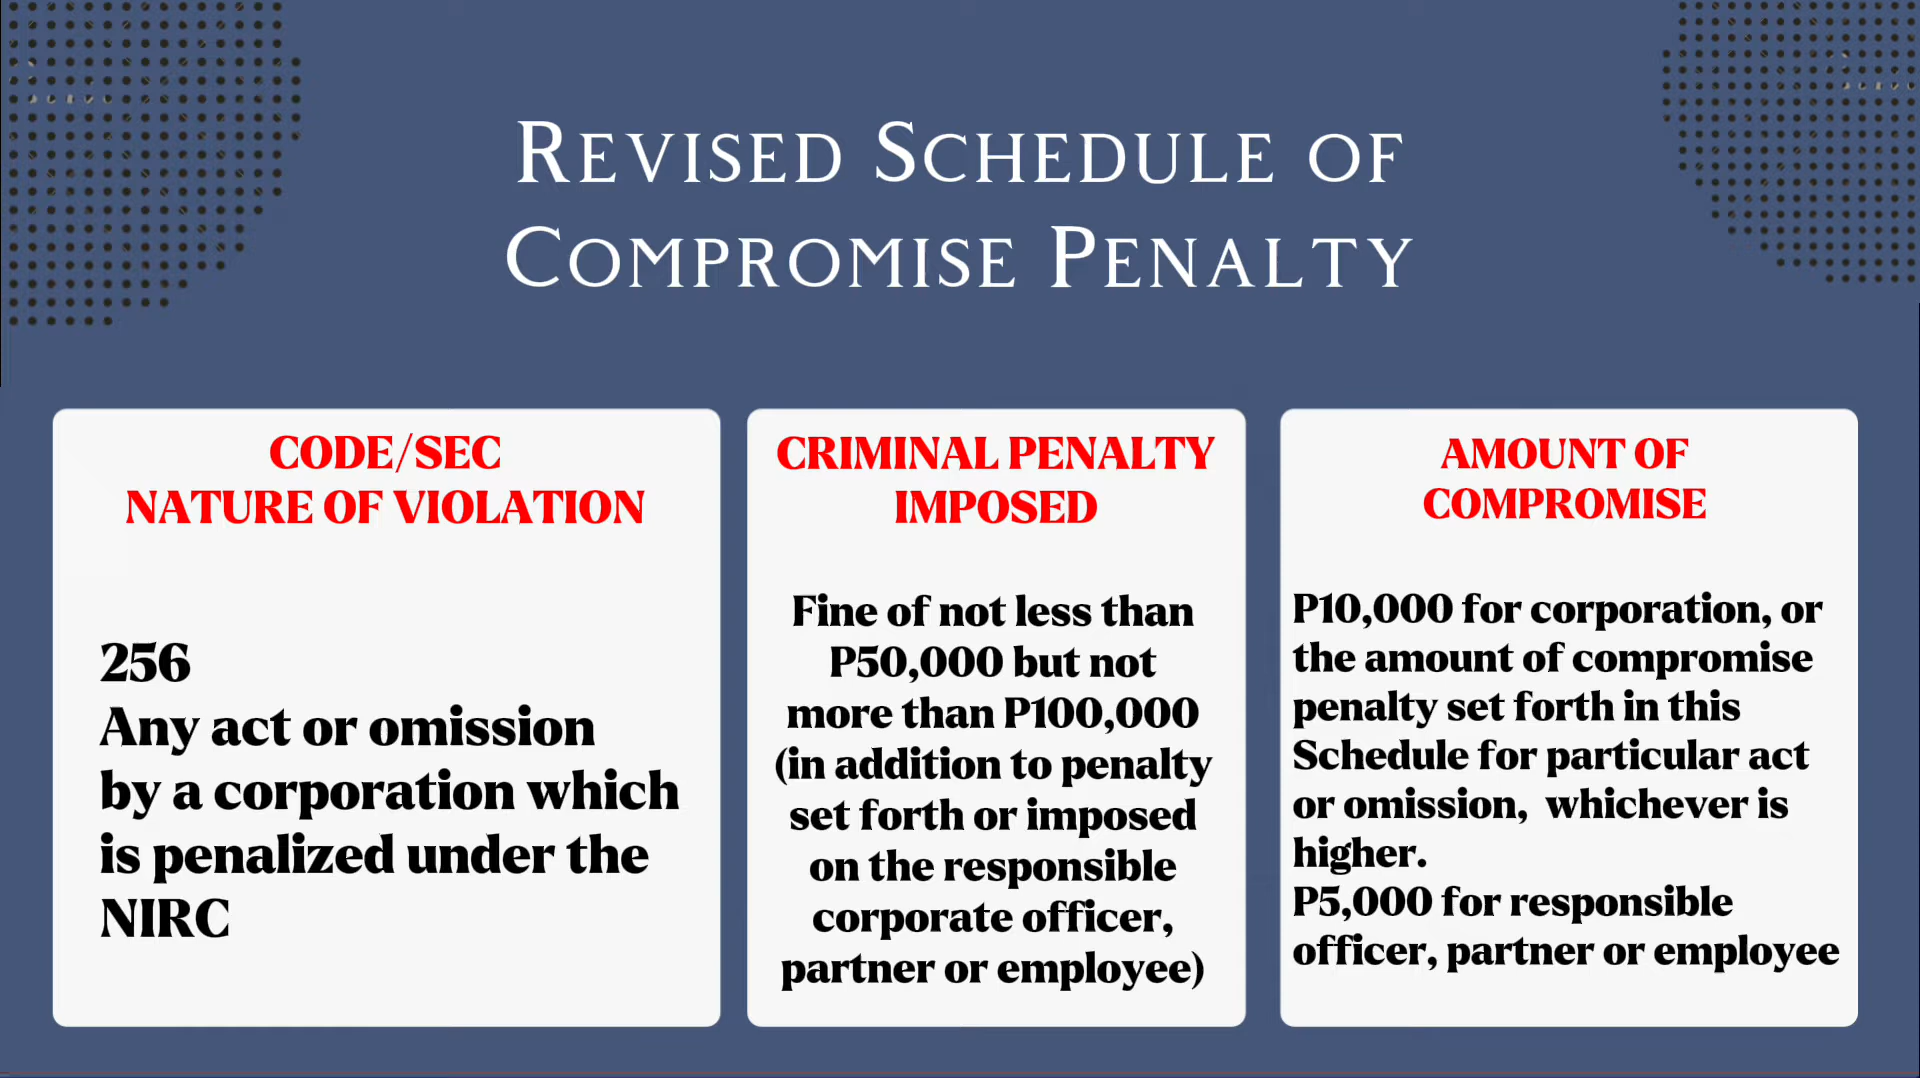 REVISED SCHEDULE OF
COMPROMISE PENALTY
CODE/SEC
NATURE OF VIOLATION
256
Any act or omission
by a corporation which
is penalized under the
NIRC
CRIMINAL PENALTY
IMPOSED
Fine of not less than
P50,000 but not
more than P100,000
(in addition to penalty
set forth or imposed
on the responsible
corporate officer,
partner or employee)
AMOUNT OF
COMPROMISE
P10,000 for corporation, or
the amount of compromise
penalty set forth in this
Schedule for particular act
or omission,  whichever is
higher.
P5,000 for responsible
officer, partner or employee